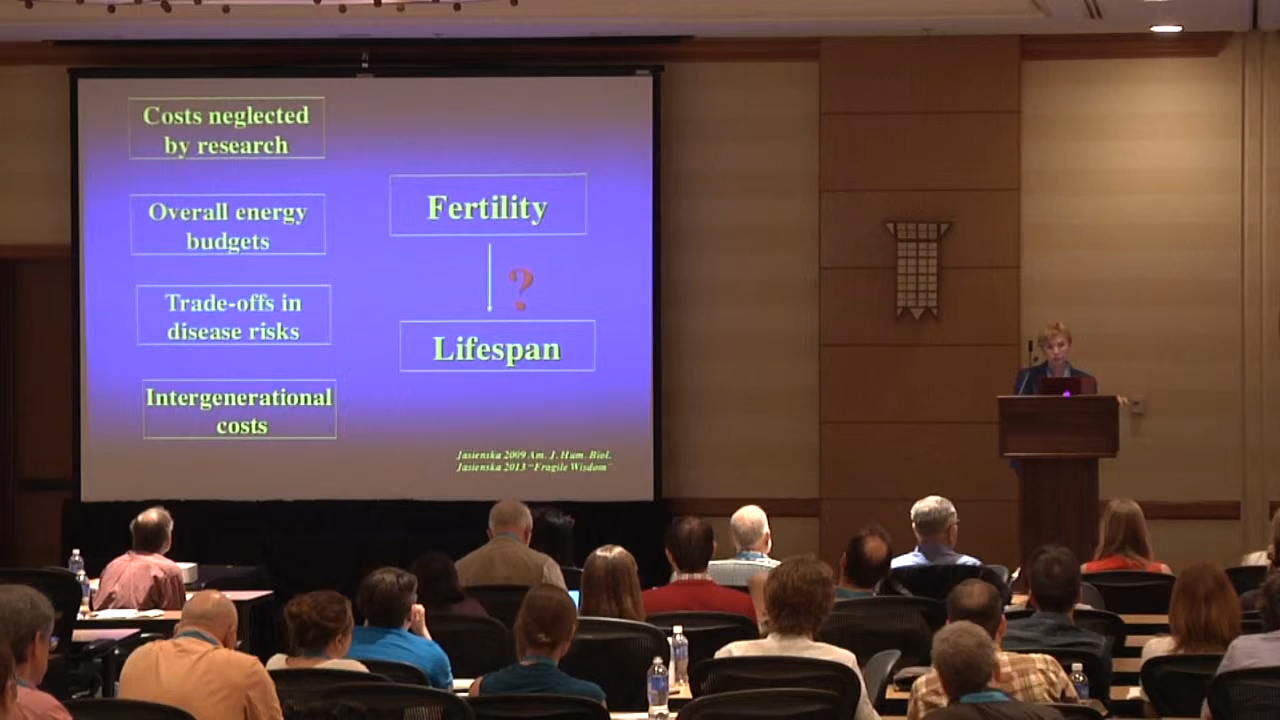 Costs neglected
by research
Overall energy
budgets
Trade-offs in
disease risks
Intergenerational
costs
Fertility
?
Lifespan
Jasienska 2009 Am. J. Hum. Biol.
Jasienska 2013 "Fragile Wisdom"